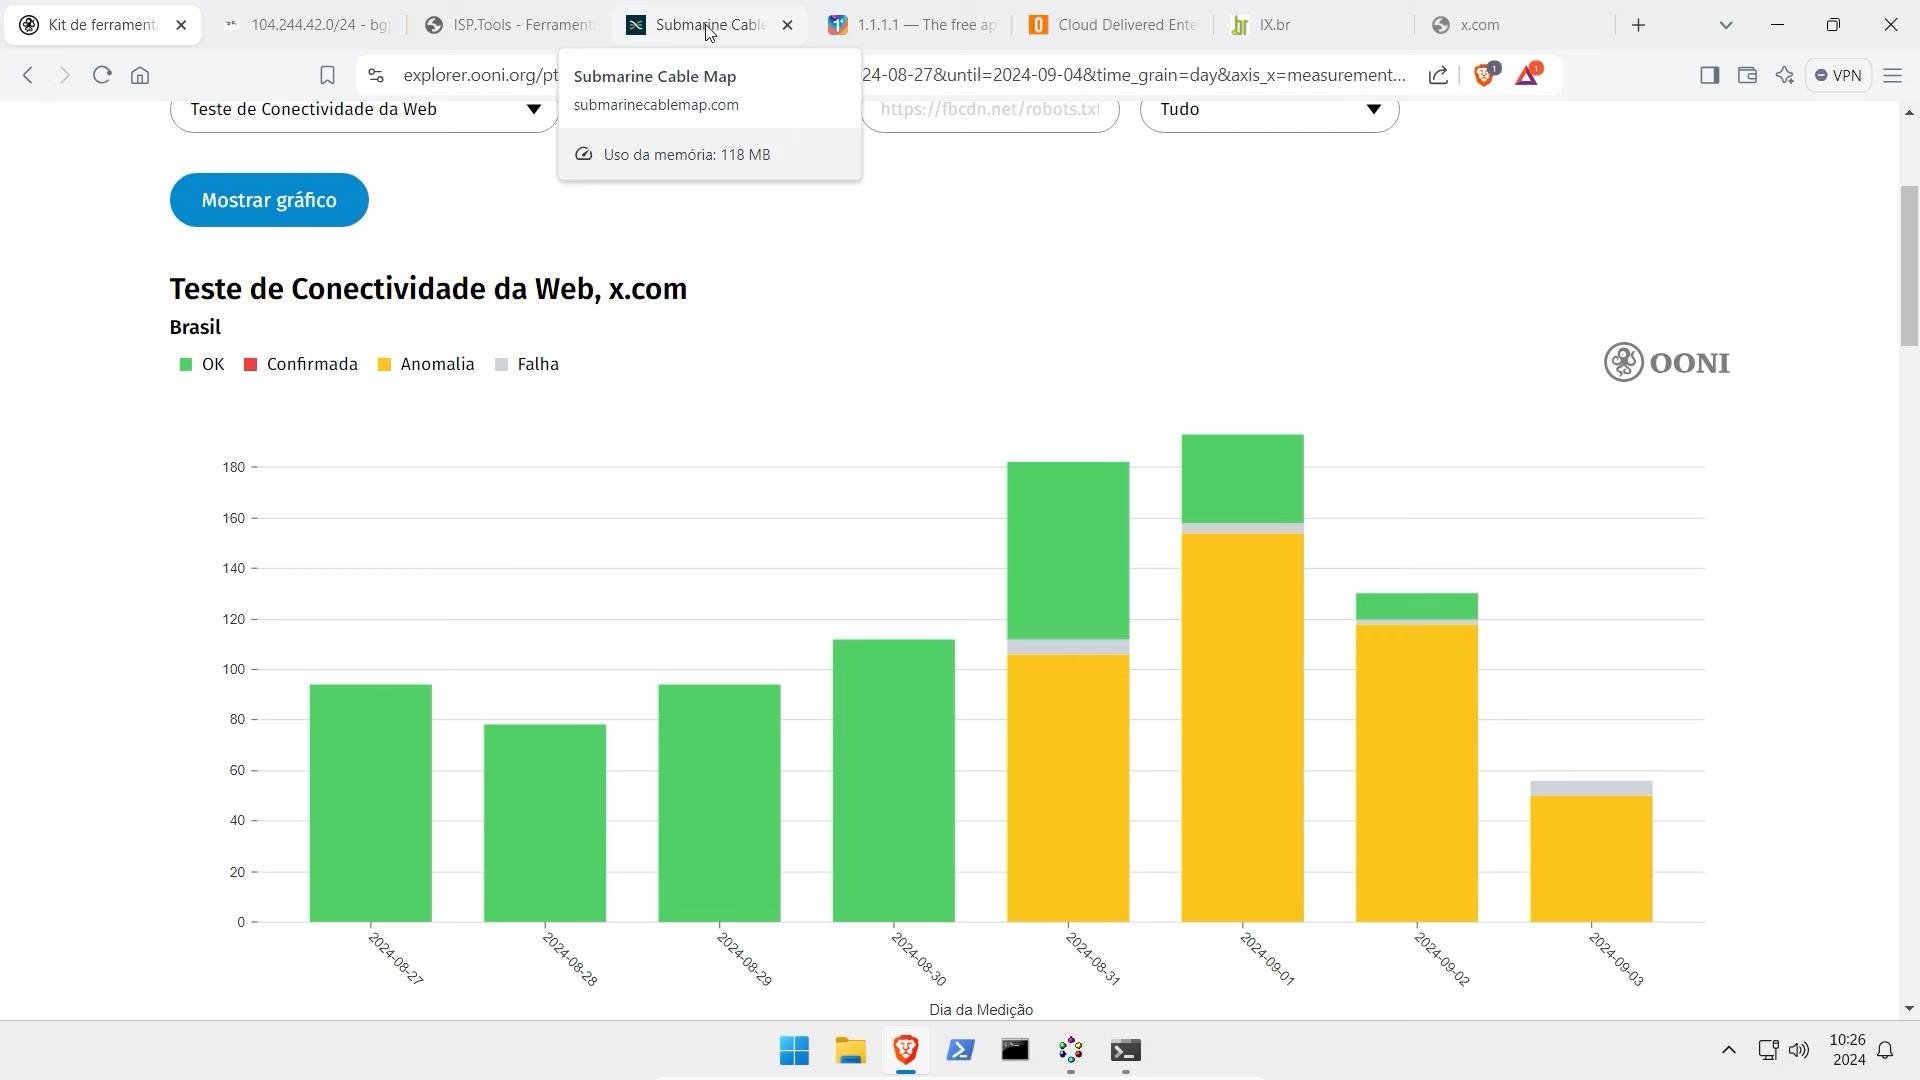 Kit de ferrament
104.244.42.0/24 - bg
ISP.Tools - Ferrament
Submarine Cable
1.1.1.1 — The free ap
Cloud Delivered Ente
IX.br
x.com
explorer.ooni.org/pt
24-08-27&until=2024-09-04&time_grain=day&axis_x=measurement...
1
1
VPN
Submarine Cable Map
submarinecablemap.com
Uso da memória: 118 MB
Teste de Conectividade da Web
https://fbcdn.net/robots.txt
Tudo
Mostrar gráfico
Teste de Conectividade da Web, x.com
Brasil
OK Confirmada Anomalia Falha
OONI
180
160
140
120
100
80
60
40
20
0
2024-08-27
2024-08-28
2024-08-29
2024-08-30
2024-08-31
2024-09-01
2024-09-02
2024-09-03
Dia da Medição
10:26
2024